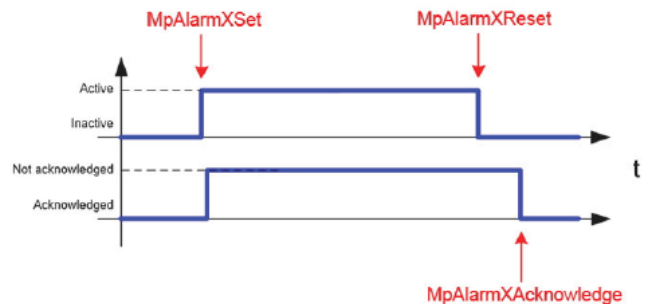 MpAlarmXSet
MpAlarmXReset
Active
Inactive
Not acknowledged
t
Acknowledged
MpAlarmXAcknowledge